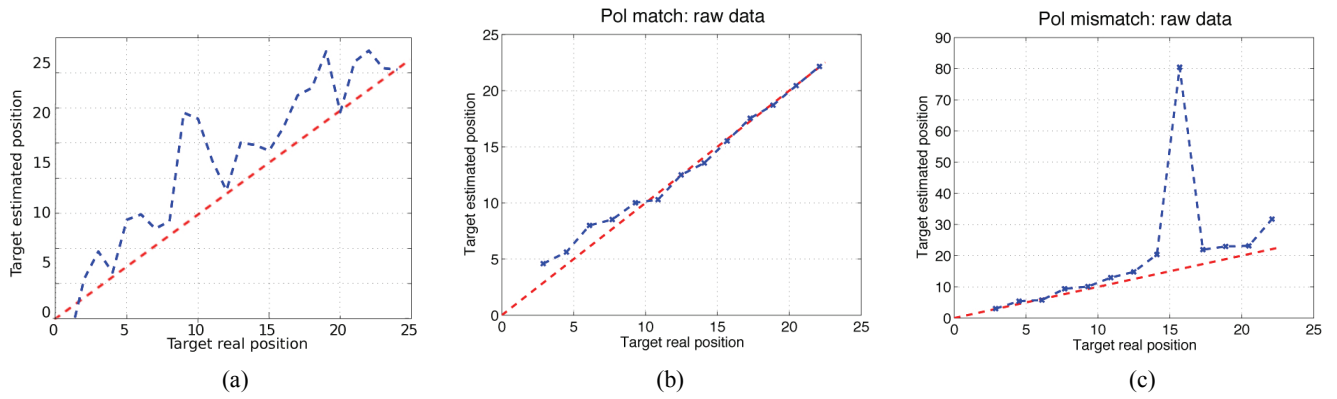 Target estimated position
25
20
15
10
5
0
0 5 10 15 20 25
Target real position
(a)
Pol match: raw data
Target estimated position
25
20
15
10
5
0
0 5 10 15 20 25
Target real position
(b)
Pol mismatch: raw data
Target estimated position
90
80
70
60
50
40
30
20
10
0
0 5 10 15 20 25
Target real position
(c)